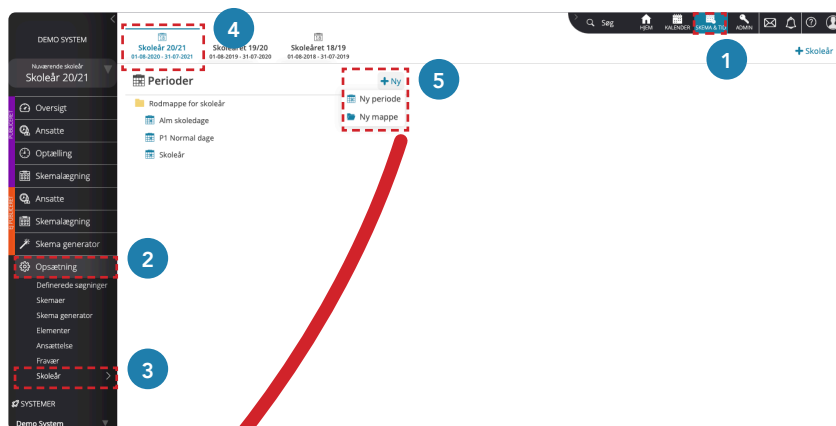 DEMO SYSTEM
Nuværende skoleår
Skoleår 20/21
PUBLICERET
Oversigt
Ansatte
Optælling
Skemalægning
Ansatte
Skemalægning
Skema generator
Opsætning
Definerede søgninger
Skemaer
Skema generator
Elementer
Ansættelse
Fravær
Skoleår
SYSTEMER
Demo System
Skoleår 20/21
01-08-2020 - 31-07-2021
Skoleåret 19/20
01-08-2019 - 31-07-2020
Skoleåret 18/19
01-08-2018 - 31-07-2019
Søg
HJEM
KALENDER
SKEMA & TID
ADMIN
+ Skoleår
Perioder
+ Ny
Ny periode
Ny mappe
Rodmappe for skoleår
Alm skoledage
P1 Normal dage
Skoleår
1
2
3
4
5